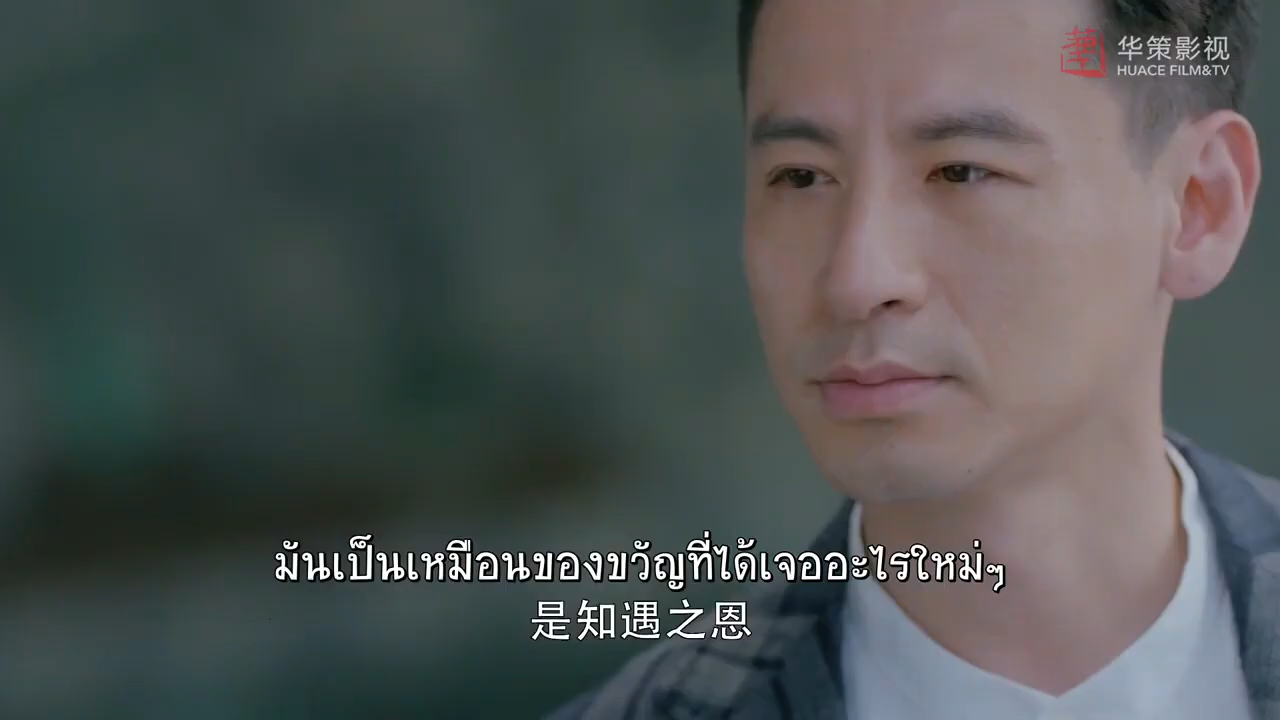 华策影视
HUACE FILM&TV
มันเป็นเหมือนของขวัญที่ได้เจออะไรใหม่ๆ
是知遇之恩